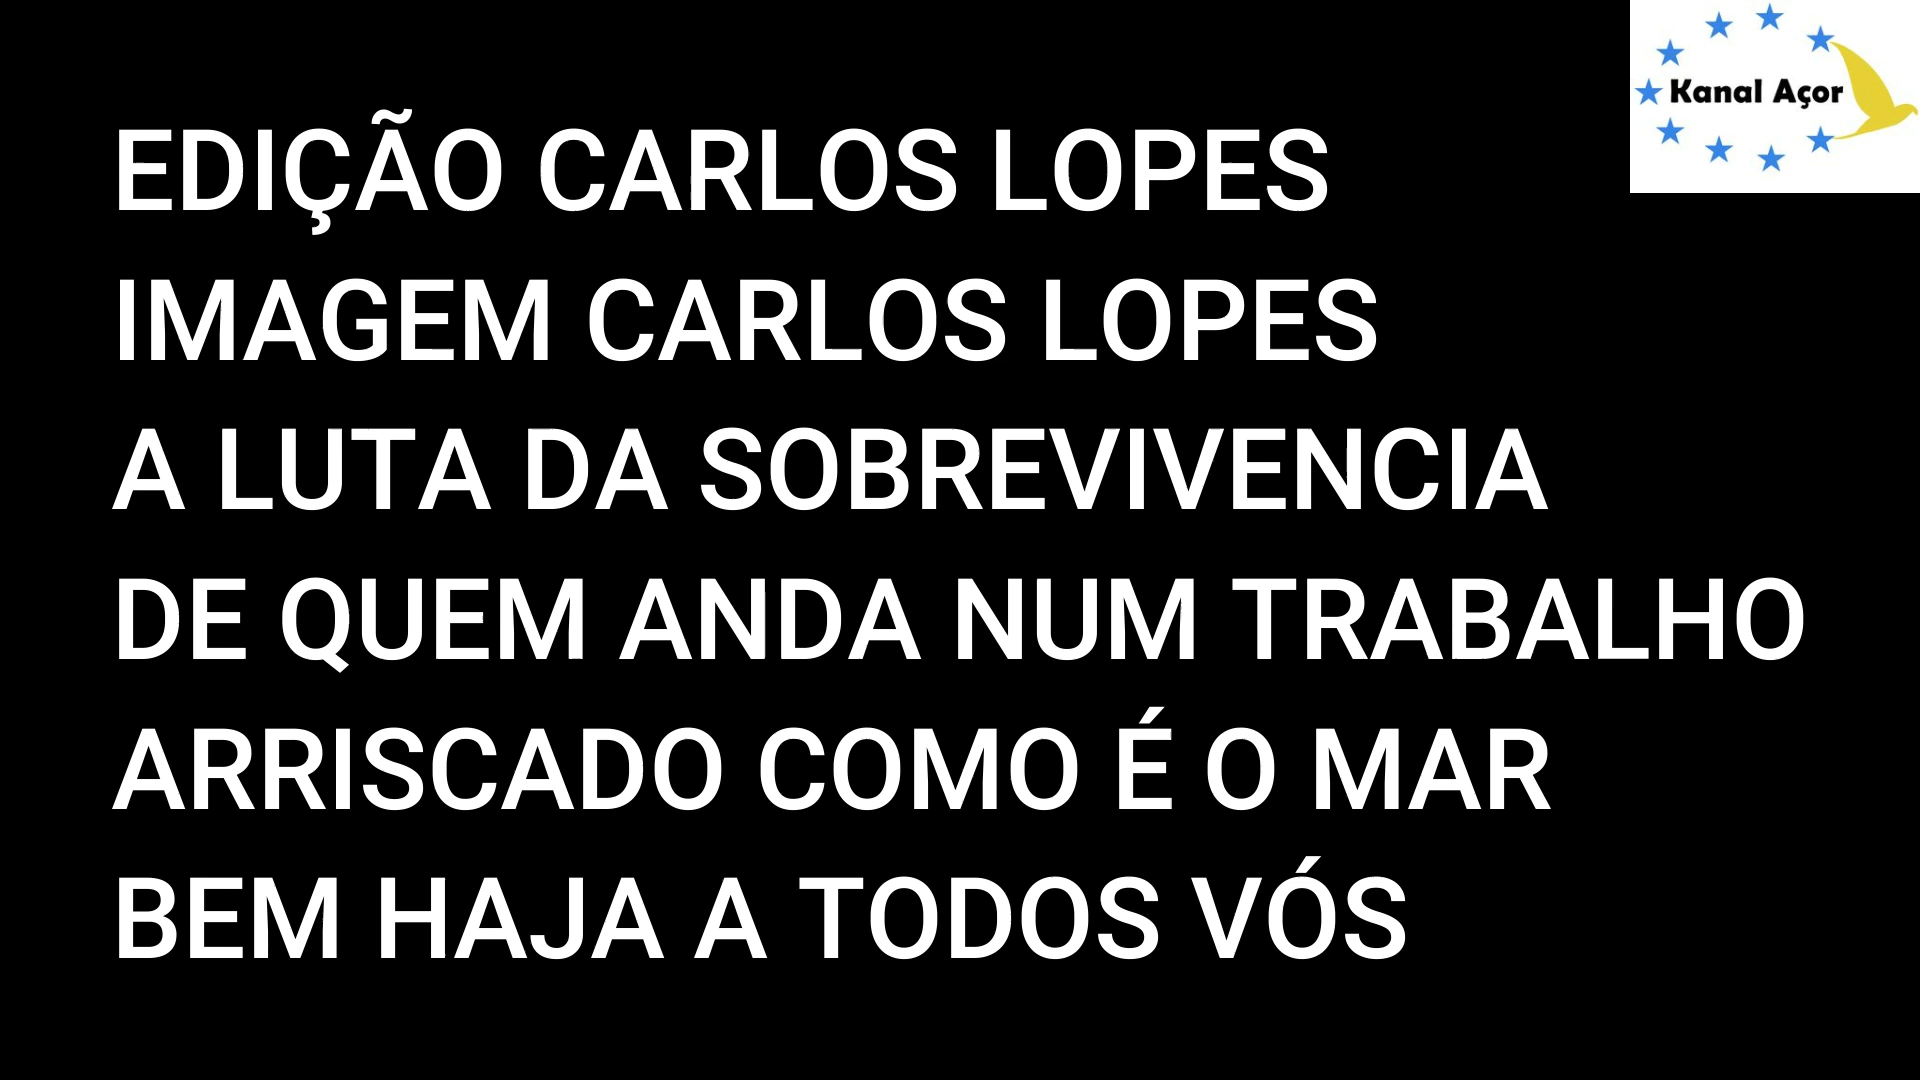 Kanal Açor
EDIÇÃO CARLOS LOPES
IMAGEM CARLOS LOPES
A LUTA DA SOBREVIVENCIA
DE QUEM ANDA NUM TRABALHO
ARRISCADO COMO É O MAR
BEM HAJA A TODOS VÓS